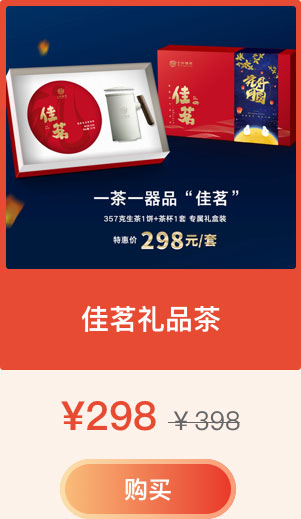 佳茗
佳茗
一茶一器品“佳茗”
357克生茶1饼+茶杯1套 专属礼盒装
特惠价298元/套
佳茗礼品茶
¥298 ¥398
购买